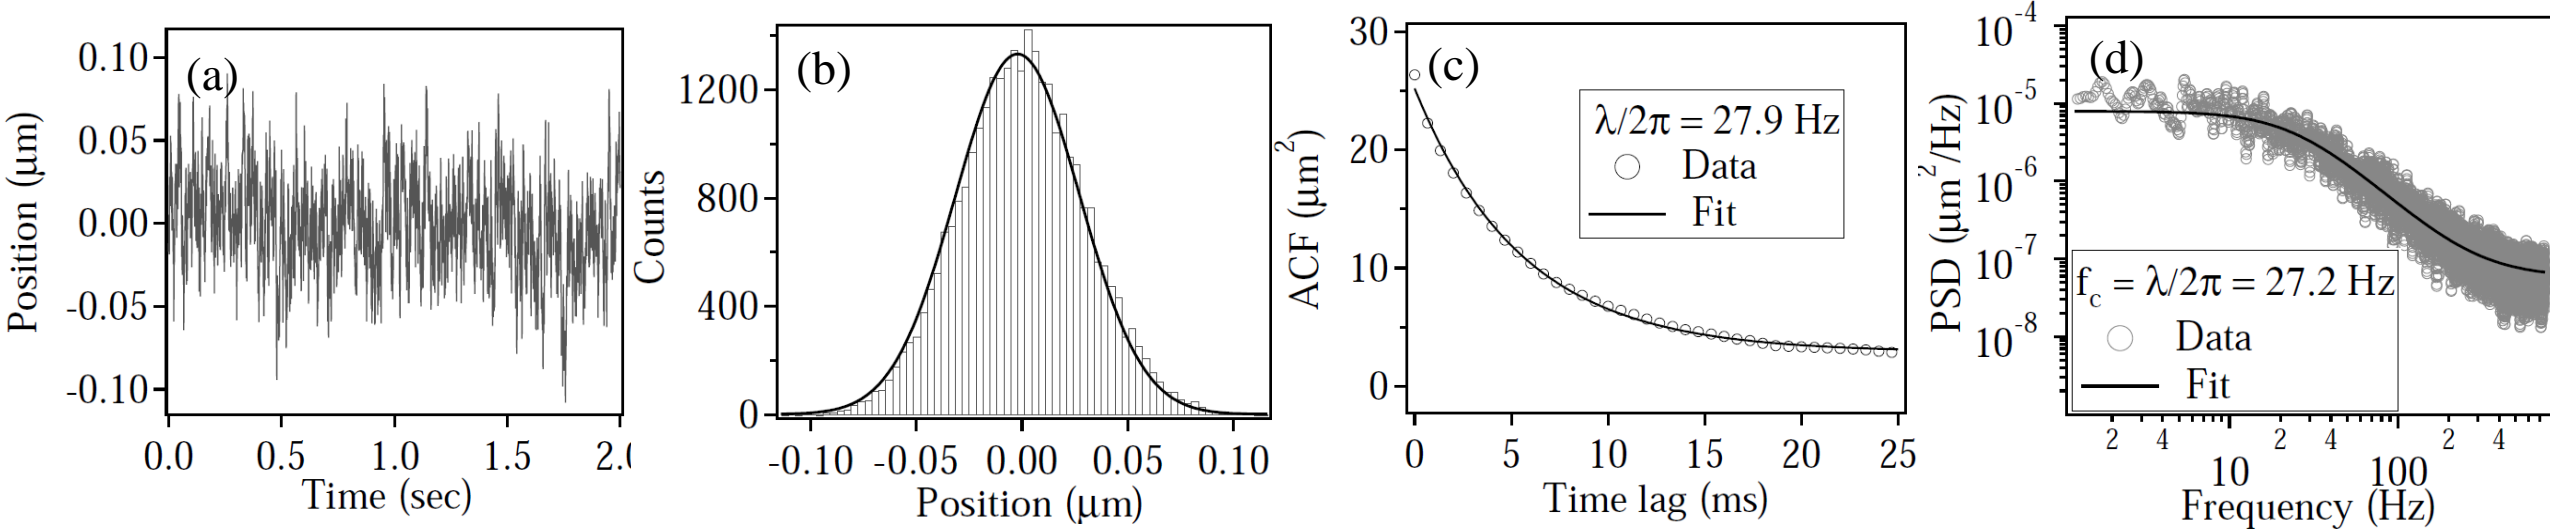 (a)
0.10
0.05
0.00
-0.05
-0.10
Position (μm)
0.0 0.5 1.0 1.5 2.0
Time (sec)
(b)
1200
800
400
0
Counts
-0.10 -0.05 0.00 0.05 0.10
Position (μm)
(c)
30
20
10
0
ACF (μm²)
λ/2π = 27.9 Hz
Data
Fit
0 5 10 15 20 25
Time lag (ms)
(d)
10⁻⁴
10⁻⁵
10⁻⁶
10⁻⁷
10⁻⁸
PSD (μm²/Hz)
f_c = λ/2π = 27.2 Hz
Data
Fit
2 4 2 4 2 4
10 100
Frequency (Hz)